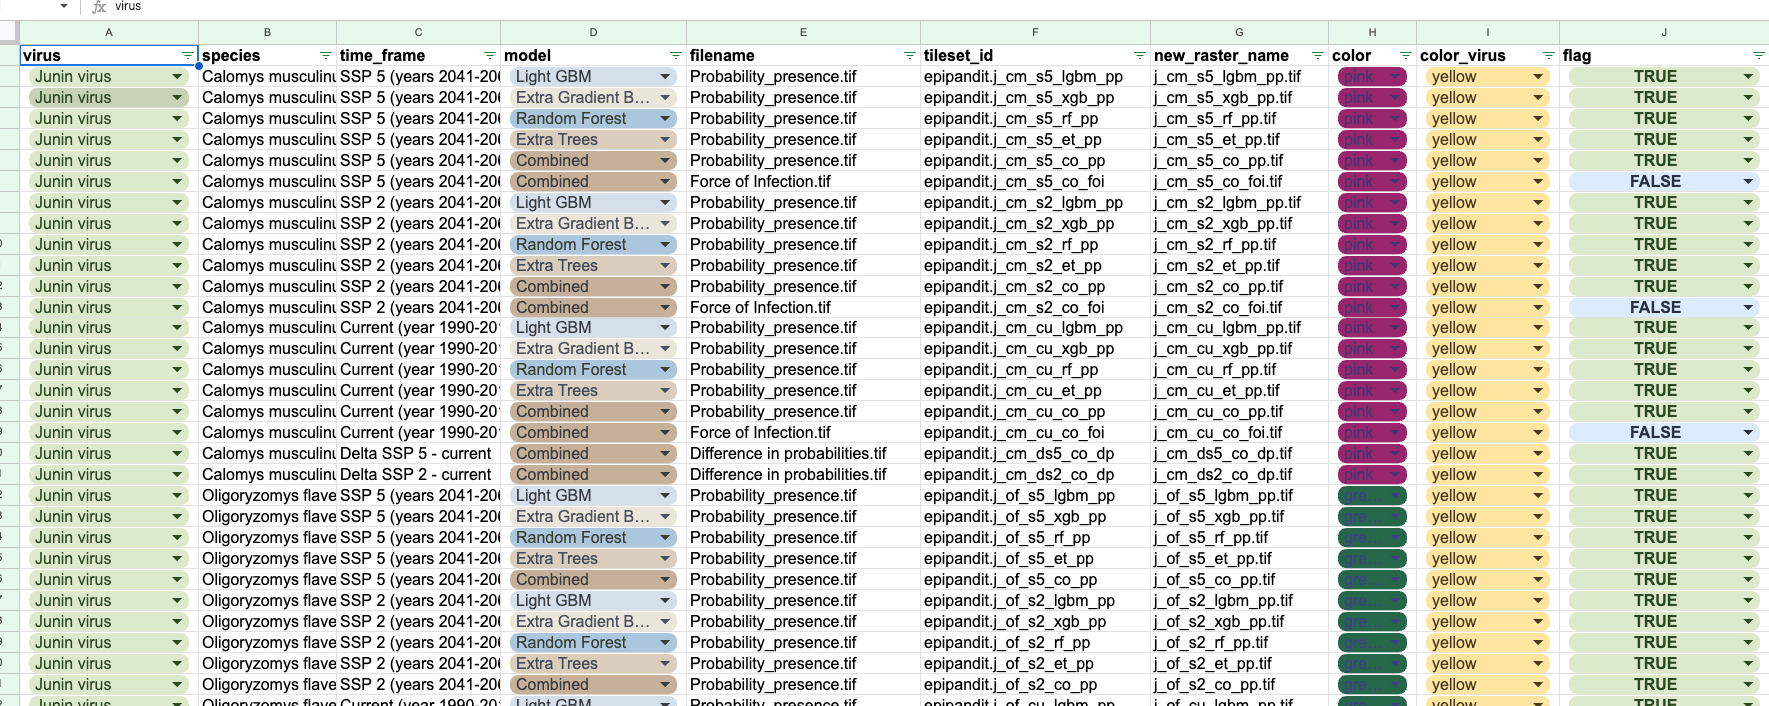 fx virus
A B C D E F G H I J
virus species time_frame model filename tileset_id new_raster_name color color_virus flag
Junin virus Calomys musculinu SSP 5 (years 2041-206 Light GBM Probability_presence.tif epipandit.j_cm_s5_lgbm_pp j_cm_s5_lgbm_pp.tif pink yellow TRUE
Junin virus Calomys musculinu SSP 5 (years 2041-206 Extra Gradient B... Probability_presence.tif epipandit.j_cm_s5_xgb_pp j_cm_s5_xgb_pp.tif pink yellow TRUE
Junin virus Calomys musculinu SSP 5 (years 2041-206 Random Forest Probability_presence.tif epipandit.j_cm_s5_rf_pp j_cm_s5_rf_pp.tif pink yellow TRUE
Junin virus Calomys musculinu SSP 5 (years 2041-206 Extra Trees Probability_presence.tif epipandit.j_cm_s5_et_pp j_cm_s5_et_pp.tif pink yellow TRUE
Junin virus Calomys musculinu SSP 5 (years 2041-206 Combined Probability_presence.tif epipandit.j_cm_s5_co_pp j_cm_s5_co_pp.tif pink yellow TRUE
Junin virus Calomys musculinu SSP 5 (years 2041-206 Combined Force of Infection.tif epipandit.j_cm_s5_co_foi j_cm_s5_co_foi.tif pink yellow FALSE
Junin virus Calomys musculinu SSP 2 (years 2041-206 Light GBM Probability_presence.tif epipandit.j_cm_s2_lgbm_pp j_cm_s2_lgbm_pp.tif pink yellow TRUE
Junin virus Calomys musculinu SSP 2 (years 2041-206 Extra Gradient B... Probability_presence.tif epipandit.j_cm_s2_xgb_pp j_cm_s2_xgb_pp.tif pink yellow TRUE
Junin virus Calomys musculinu SSP 2 (years 2041-206 Random Forest Probability_presence.tif epipandit.j_cm_s2_rf_pp j_cm_s2_rf_pp.tif pink yellow TRUE
Junin virus Calomys musculinu SSP 2 (years 2041-206 Extra Trees Probability_presence.tif epipandit.j_cm_s2_et_pp j_cm_s2_et_pp.tif pink yellow TRUE
Junin virus Calomys musculinu SSP 2 (years 2041-206 Combined Probability_presence.tif epipandit.j_cm_s2_co_pp j_cm_s2_co_pp.tif pink yellow TRUE
Junin virus Calomys musculinu SSP 2 (years 2041-206 Combined Force of Infection.tif epipandit.j_cm_s2_co_foi j_cm_s2_co_foi.tif pink yellow FALSE
Junin virus Calomys musculinu Current (year 1990-20 Light GBM Probability_presence.tif epipandit.j_cm_cu_lgbm_pp j_cm_cu_lgbm_pp.tif pink yellow TRUE
Junin virus Calomys musculinu Current (year 1990-20 Extra Gradient B... Probability_presence.tif epipandit.j_cm_cu_xgb_pp j_cm_cu_xgb_pp.tif pink yellow TRUE
Junin virus Calomys musculinu Current (year 1990-20 Random Forest Probability_presence.tif epipandit.j_cm_cu_rf_pp j_cm_cu_rf_pp.tif pink yellow TRUE
Junin virus Calomys musculinu Current (year 1990-20 Extra Trees Probability_presence.tif epipandit.j_cm_cu_et_pp j_cm_cu_et_pp.tif pink yellow TRUE
Junin virus Calomys musculinu Current (year 1990-20 Combined Probability_presence.tif epipandit.j_cm_cu_co_pp j_cm_cu_co_pp.tif pink yellow TRUE
Junin virus Calomys musculinu Current (year 1990-20 Combined Force of Infection.tif epipandit.j_cm_cu_co_foi j_cm_cu_co_foi.tif pink yellow FALSE
Junin virus Calomys musculinu Delta SSP 5 - current Combined Difference in probabilities.tif epipandit.j_cm_ds5_co_dp j_cm_ds5_co_dp.tif pink yellow TRUE
Junin virus Calomys musculinu Delta SSP 2 - current Combined Difference in probabilities.tif epipandit.j_cm_ds2_co_dp j_cm_ds2_co_dp.tif pink yellow TRUE
Junin virus Oligoryzomys flave SSP 5 (years 2041-206 Light GBM Probability_presence.tif epipandit.j_of_s5_lgbm_pp j_of_s5_lgbm_pp.tif gre... yellow TRUE
Junin virus Oligoryzomys flave SSP 5 (years 2041-206 Extra Gradient B... Probability_presence.tif epipandit.j_of_s5_xgb_pp j_of_s5_xgb_pp.tif gre... yellow TRUE
Junin virus Oligoryzomys flave SSP 5 (years 2041-206 Random Forest Probability_presence.tif epipandit.j_of_s5_rf_pp j_of_s5_rf_pp.tif gre... yellow TRUE
Junin virus Oligoryzomys flave SSP 5 (years 2041-206 Extra Trees Probability_presence.tif epipandit.j_of_s5_et_pp j_of_s5_et_pp.tif gre... yellow TRUE
Junin virus Oligoryzomys flave SSP 5 (years 2041-206 Combined Probability_presence.tif epipandit.j_of_s5_co_pp j_of_s5_co_pp.tif gre... yellow TRUE
Junin virus Oligoryzomys flave SSP 2 (years 2041-206 Light GBM Probability_presence.tif epipandit.j_of_s2_lgbm_pp j_of_s2_lgbm_pp.tif gre... yellow TRUE
Junin virus Oligoryzomys flave SSP 2 (years 2041-206 Extra Gradient B... Probability_presence.tif epipandit.j_of_s2_xgb_pp j_of_s2_xgb_pp.tif gre... yellow TRUE
Junin virus Oligoryzomys flave SSP 2 (years 2041-206 Random Forest Probability_presence.tif epipandit.j_of_s2_rf_pp j_of_s2_rf_pp.tif gre... yellow TRUE
Junin virus Oligoryzomys flave SSP 2 (years 2041-206 Extra Trees Probability_presence.tif epipandit.j_of_s2_et_pp j_of_s2_et_pp.tif gre... yellow TRUE
Junin virus Oligoryzomys flave SSP 2 (years 2041-206 Combined Probability_presence.tif epipandit.j_of_s2_co_pp j_of_s2_co_pp.tif gre... yellow TRUE
Junin virus Oligoryzomys flave Current (year 1990-20 Light GBM Probability_presence.tif epipandit.j_of_cu_lgbm_pp j_of_cu_lgbm_pp.tif yellow TRUE